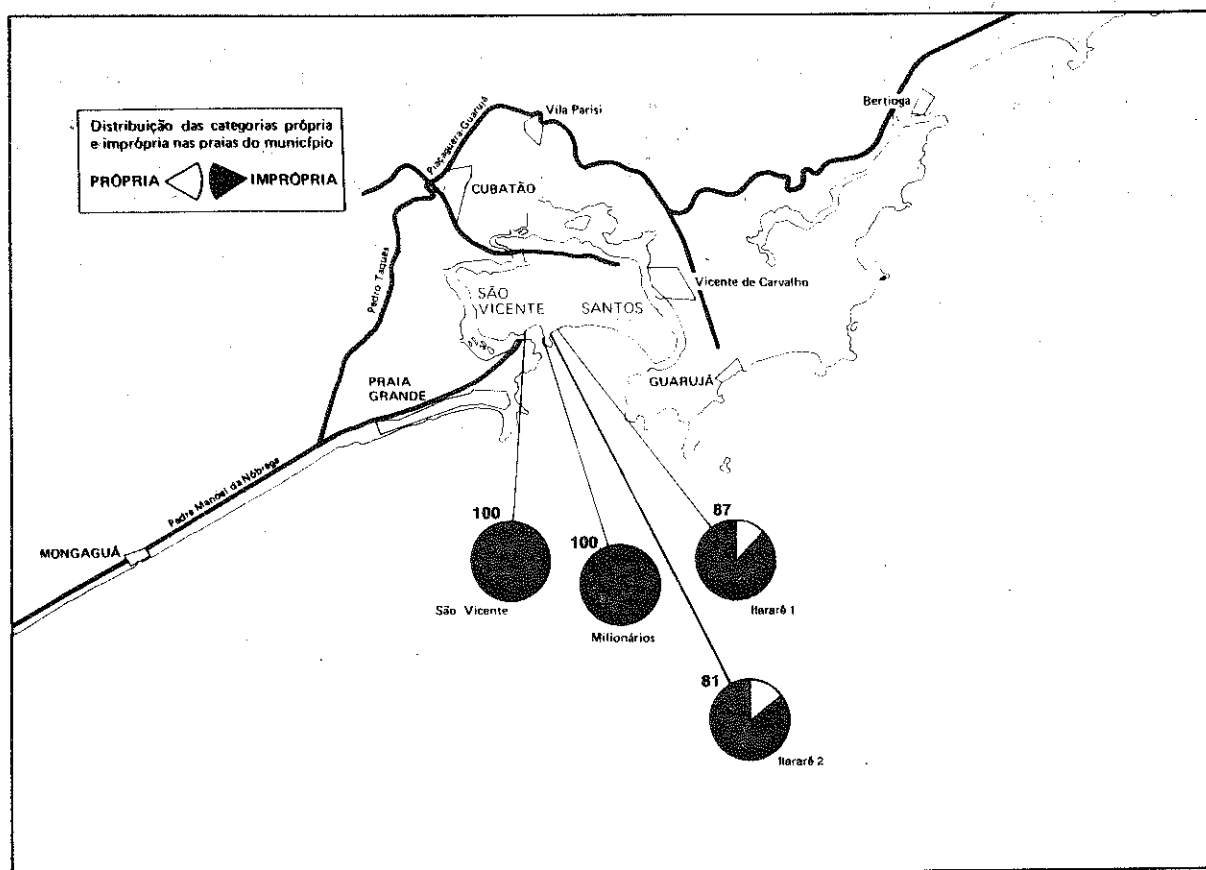 Distribuição das categorias própria
e imprópria nas praias do município
PRÓPRIA
IMPRÓPRIA
Piaçaguera-Guarujá
Vila Parisi
Bertioga
CUBATÃO
Pedro Taques
SÃO
VICENTE
SANTOS
Vicente de Carvalho
PRAIA
GRANDE
GUARUJÁ
Padre Manoel da Nóbrega
MONGAGUÁ
100
São Vicente
100
Milionários
87
Itararé 1
81
Itararé 2